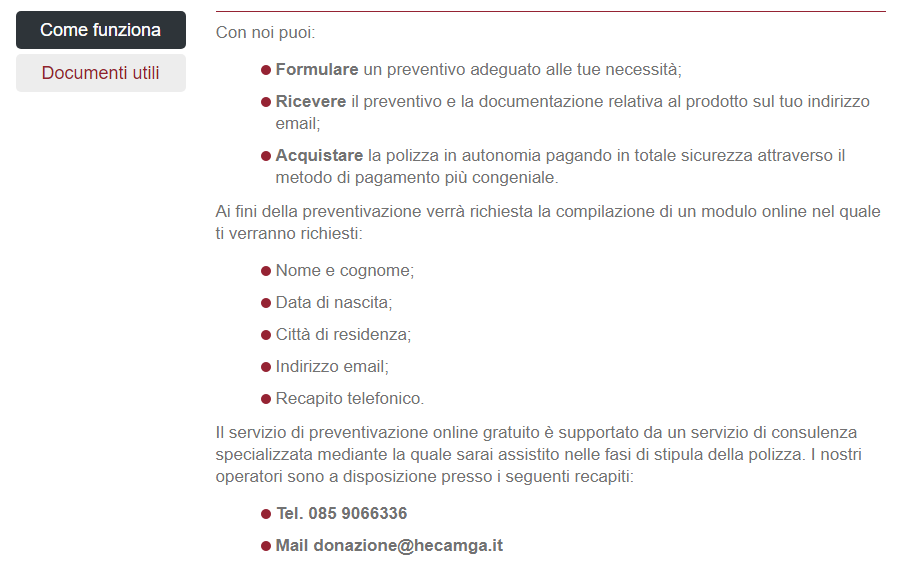 Come funziona
Documenti utili
Con noi puoi:
Formulare un preventivo adeguato alle tue necessità;
Ricevere il preventivo e la documentazione relativa al prodotto sul tuo indirizzo
email;
Acquistare la polizza in autonomia pagando in totale sicurezza attraverso il
metodo di pagamento più congeniale.
Ai fini della preventivazione verrà richiesta la compilazione di un modulo online nel quale
ti verranno richiesti:
Nome e cognome;
Data di nascita;
Città di residenza;
Indirizzo email;
Recapito telefonico.
Il servizio di preventivazione online gratuito è supportato da un servizio di consulenza
specializzata mediante la quale sarai assistito nelle fasi di stipula della polizza. I nostri
operatori sono a disposizione presso i seguenti recapiti:
Tel. 085 9066336
Mail donazione@hecamga.it